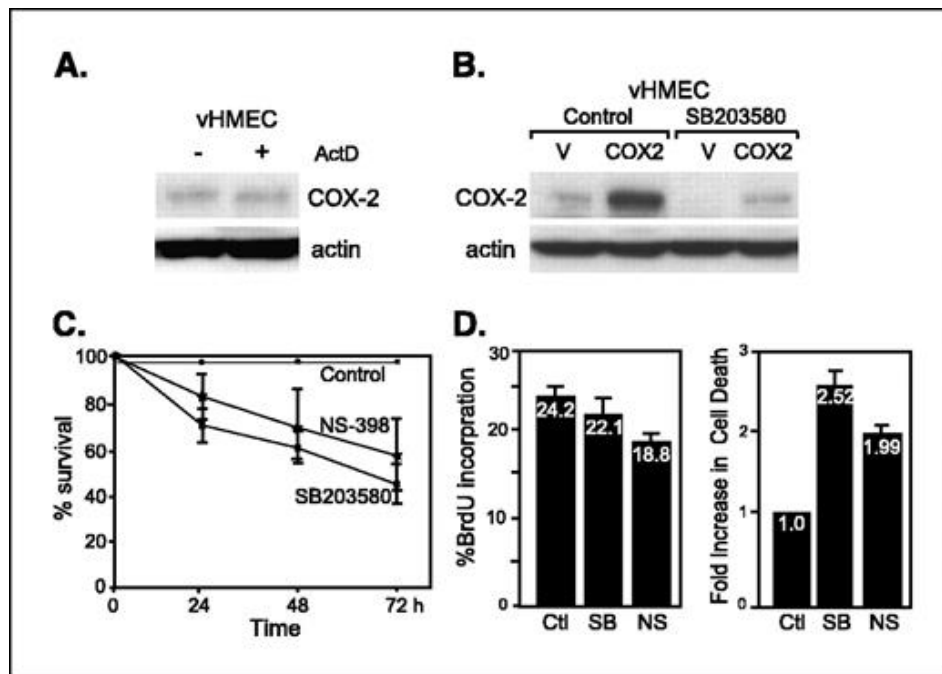 A.
vHMEC
- + ActD
COX-2
actin
B.
vHMEC
Control SB203580
V COX2 V COX2
COX-2
actin
C.
% survival
100
80
60
40
20
0
0 24 48 72 h
Time
Control
NS-398
SB203580
D.
%BrdU incorpration
30
20
10
0
24.2
22.1
18.8
Ctl SB NS
Fold Increase in Cell Death
3
2
1
0
1.0
2.52
1.99
Ctl SB NS